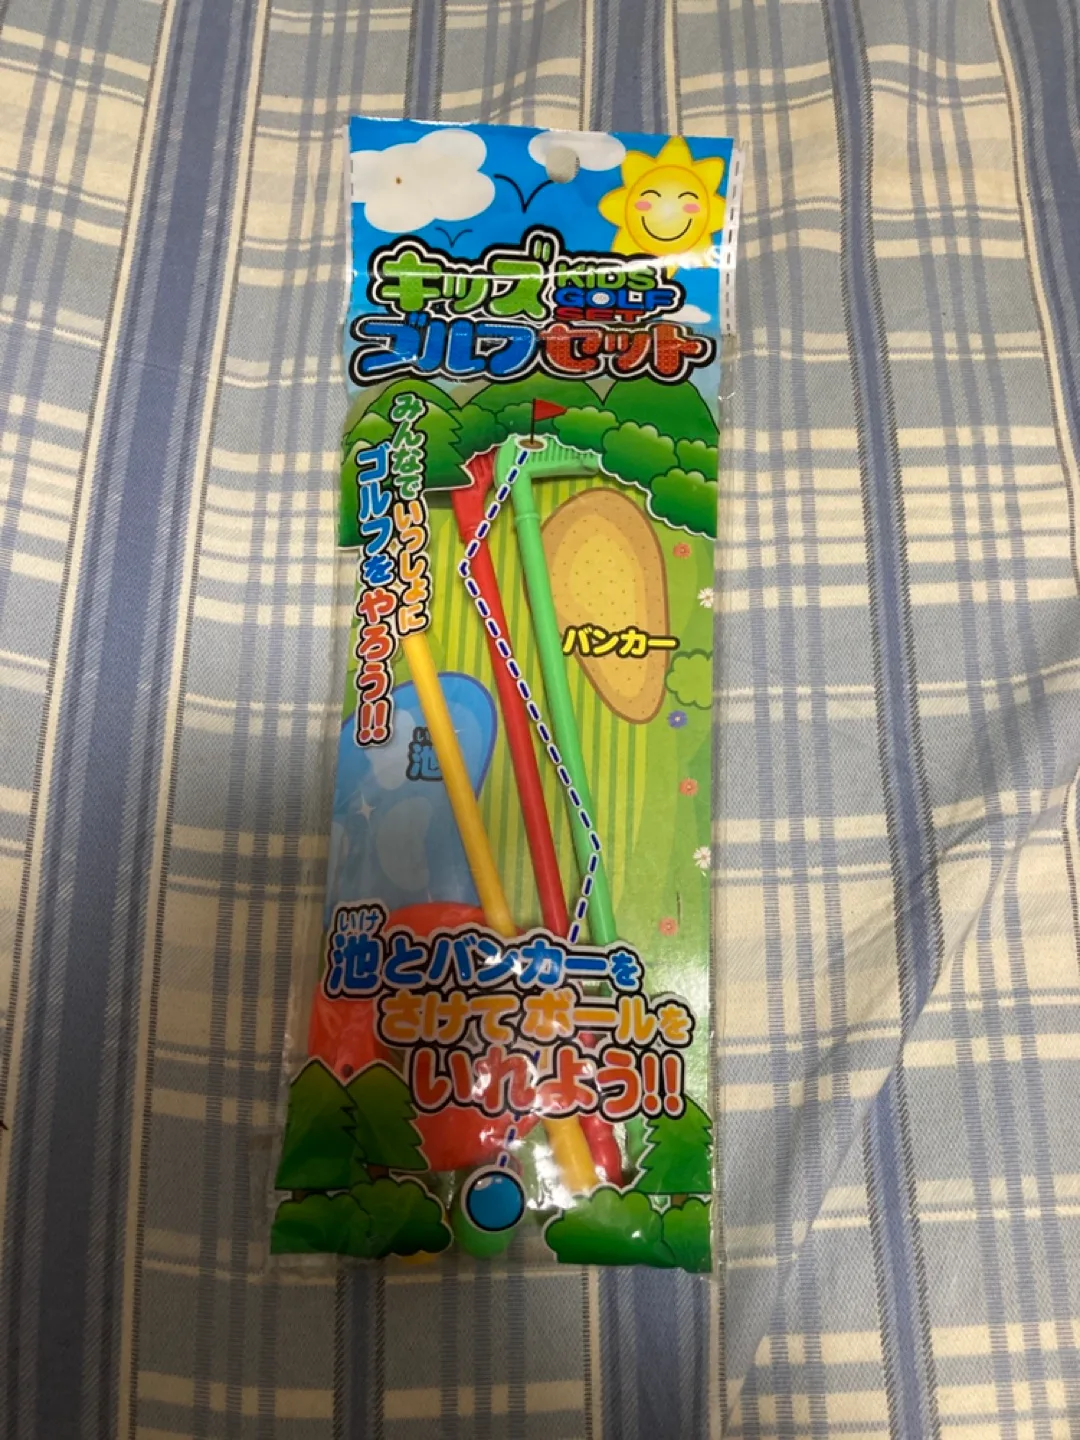 キッズ
KiDS
GOLF
SET
ゴルフセット
みんなでいっしょに
ゴルフをやろう!!
バンカー
池
いけ
池とバンカーを
さけてボールを
いれよう!!